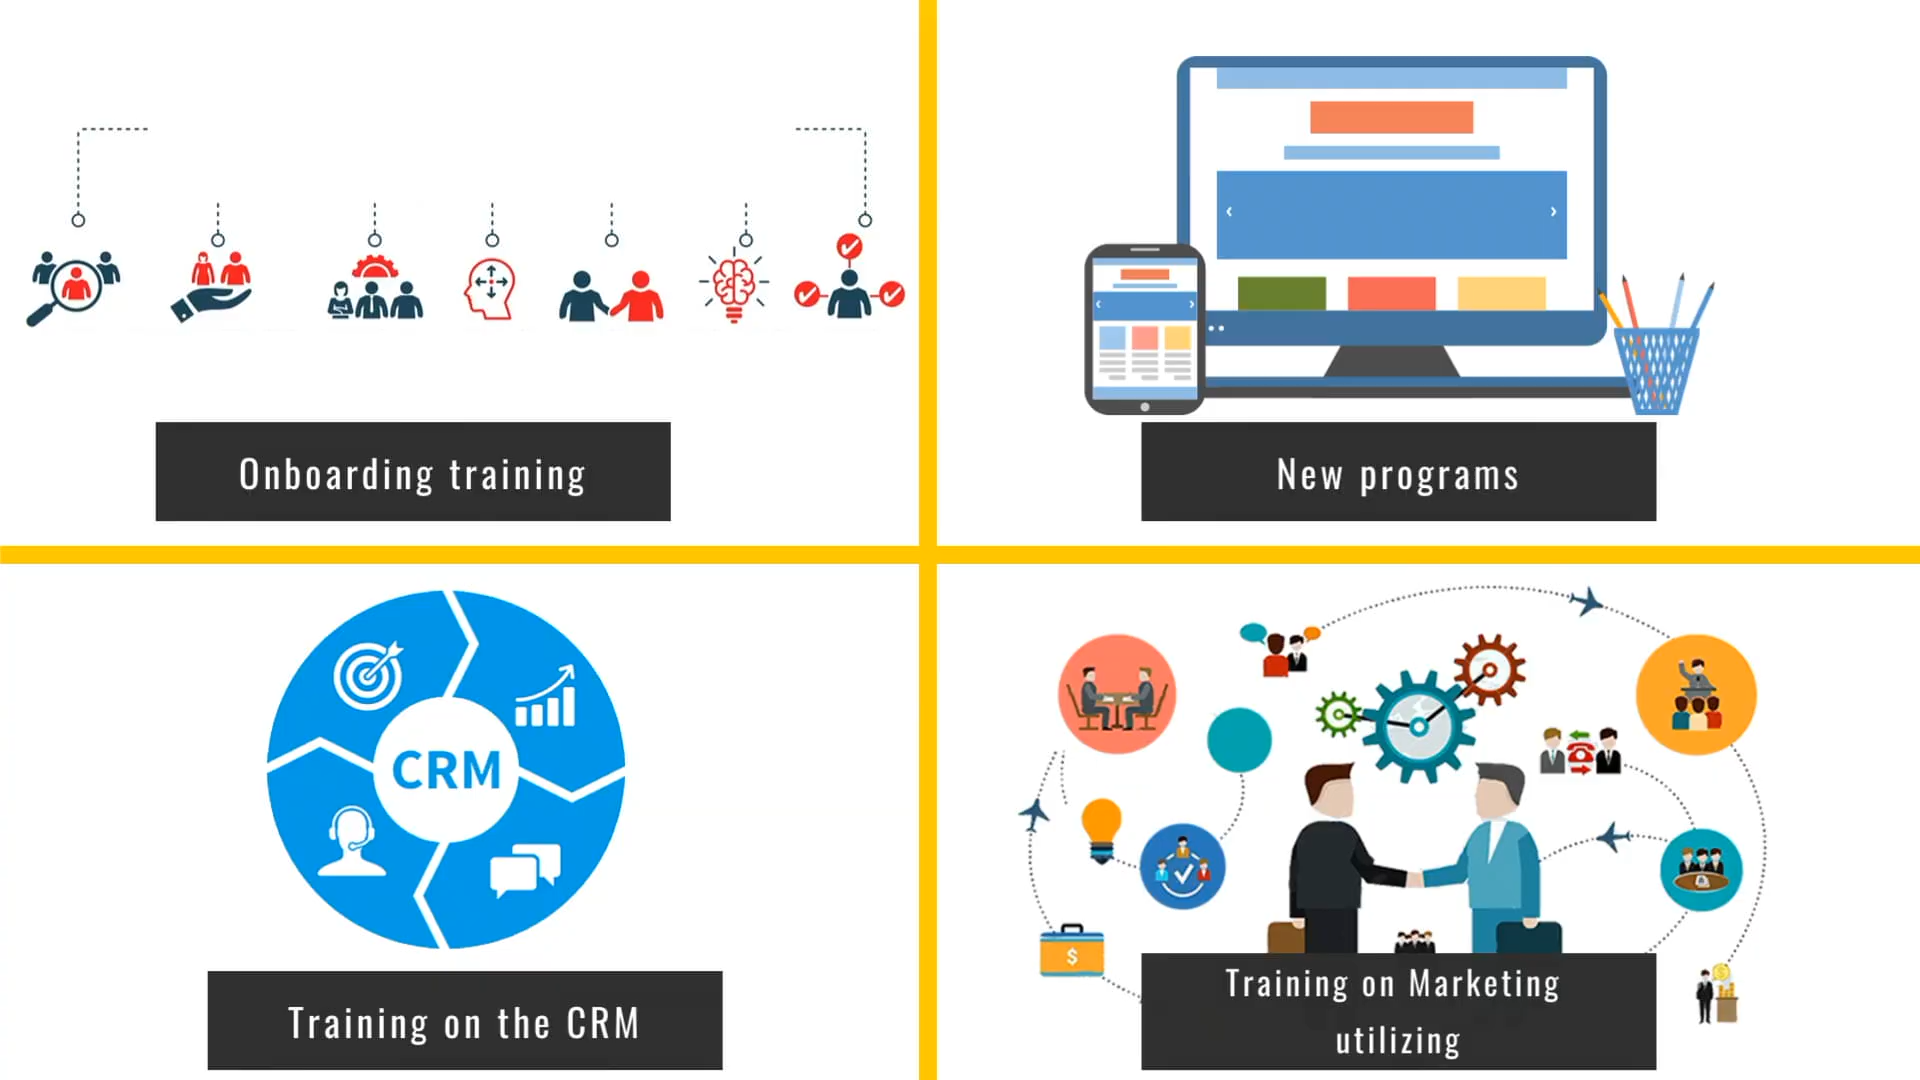 Onboarding training
New programs
CRM
Training on the CRM
$
$
Training on Marketing
utilizing